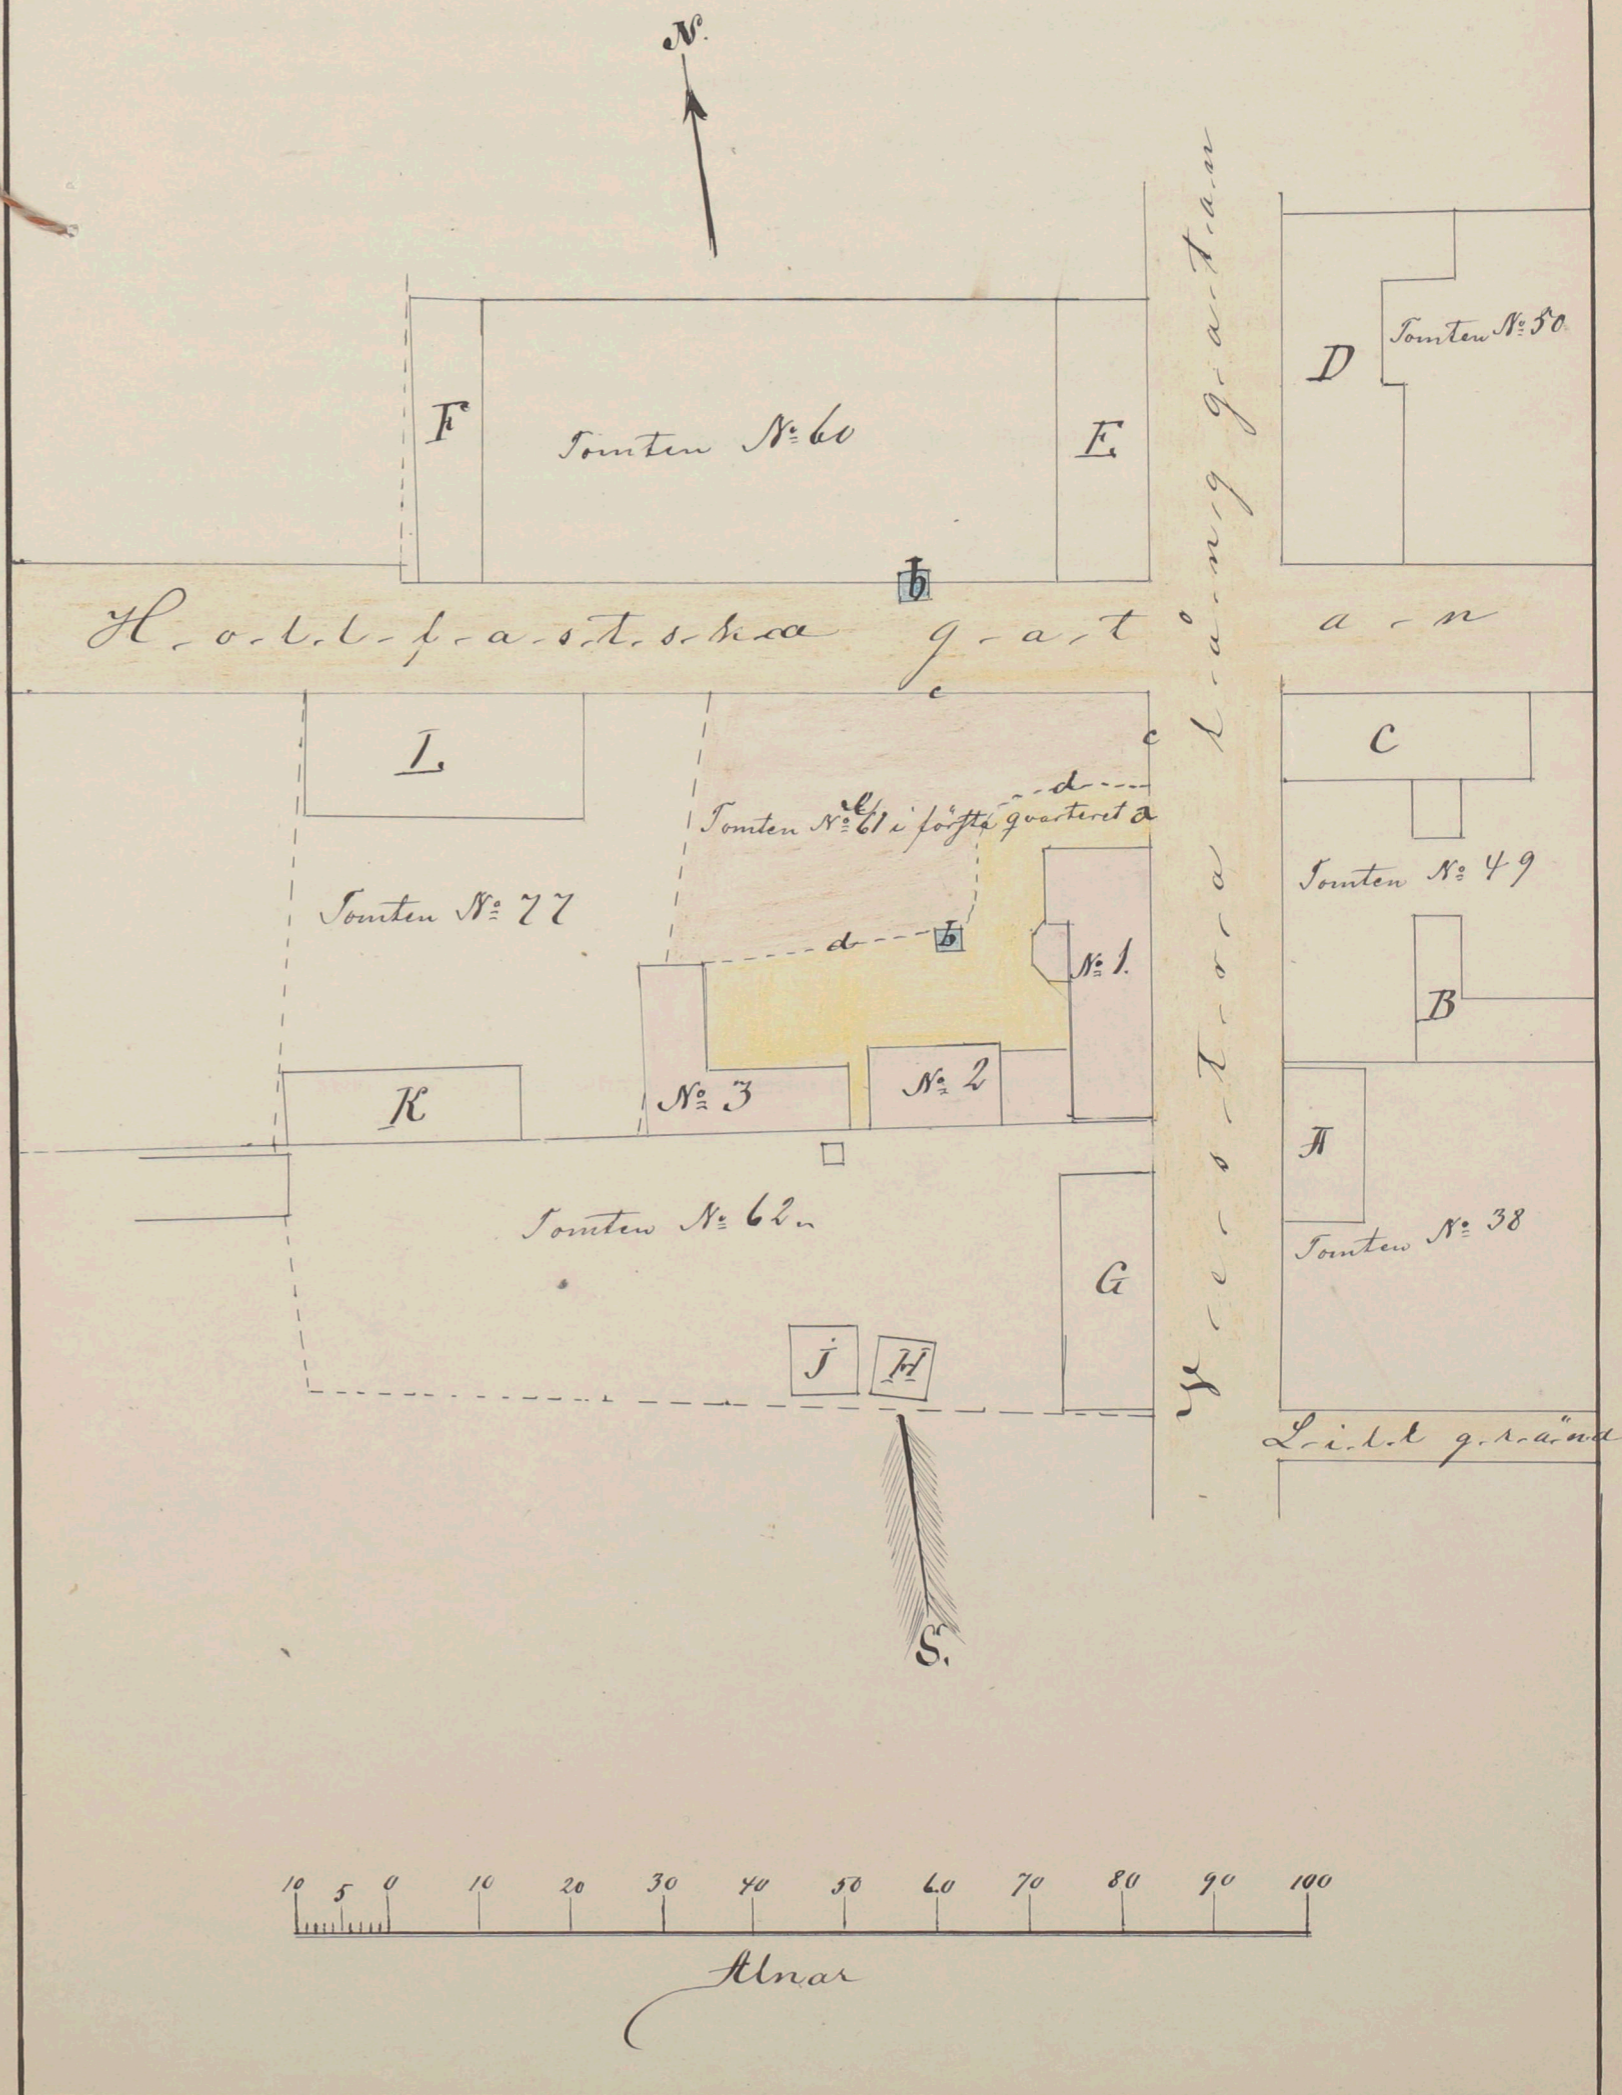 N.
D
Tomten No 50
F
Tomten No 60
E
b
Hollfastska gatan
c
Vestra långgatan
L
c
C
d
e
Tomten No 61 i första quarteret a
Tomten No 77
Tomten No 49
d
b
No 1.
B
K
No 3
No 2
A
Tomten No 62
Tomten No 38
G
j
H
Lill gränd
S.
10 5 0 10 20 30 40 50 60 70 80 90 100
Alnar